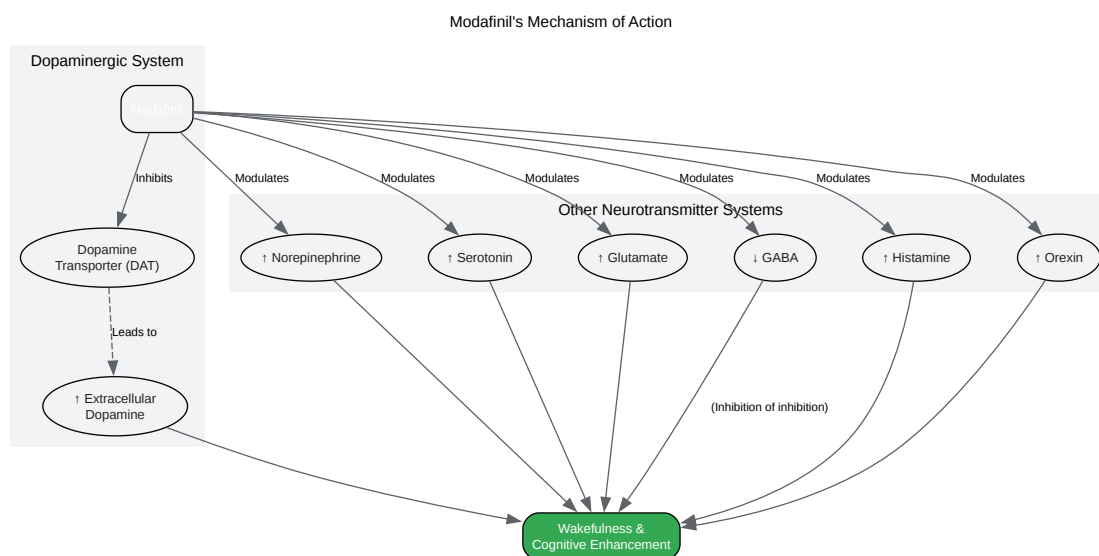 Modafinil's Mechanism of Action
Dopaminergic System
Modafinil
Inhibits
Modulates
Modulates
Modulates
Modulates
Modulates
Modulates
Other Neurotransmitter Systems
Dopamine
Transporter (DAT)
↑ Norepinephrine
↑ Serotonin
↑ Glutamate
↓ GABA
↑ Histamine
↑ Orexin
Leads to
↑ Extracellular
Dopamine
(Inhibition of inhibition)
Wakefulness &
Cognitive Enhancement